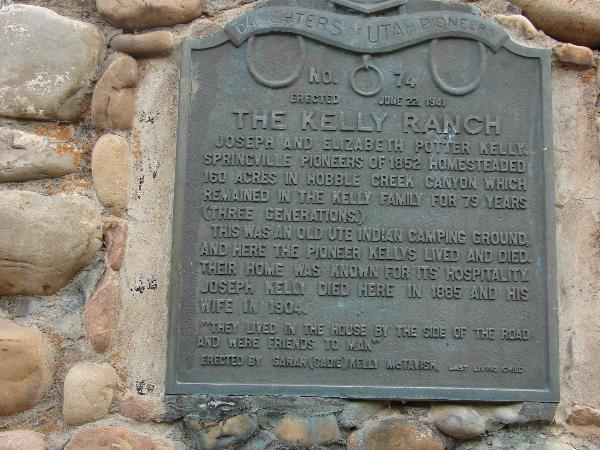 DAUGHTERS OF UTAH PIONEERS
NO. 74
ERECTED JUNE 22, 1941
THE KELLY RANCH
JOSEPH AND ELIZABETH POTTER KELLY,
SPRINGVILLE PIONEERS OF 1852 HOMESTEADED
160 ACRES IN HOBBLE CREEK CANYON WHICH
REMAINED IN THE KELLY FAMILY FOR 79 YEARS
(THREE GENERATIONS.)
THIS WAS AN OLD UTE INDIAN CAMPING GROUND,
AND HERE THE PIONEER KELLYS LIVED AND DIED.
THEIR HOME WAS KNOWN FOR ITS HOSPITALITY.
JOSEPH KELLY DIED HERE IN 1885 AND HIS
WIFE IN 1904.
"THEY LIVED IN THE HOUSE BY THE SIDE OF THE ROAD
AND WERE FRIENDS TO MAN"
ERECTED BY SARAH (SADIE) KELLY McTAVISH, LAST LIVING CHILD